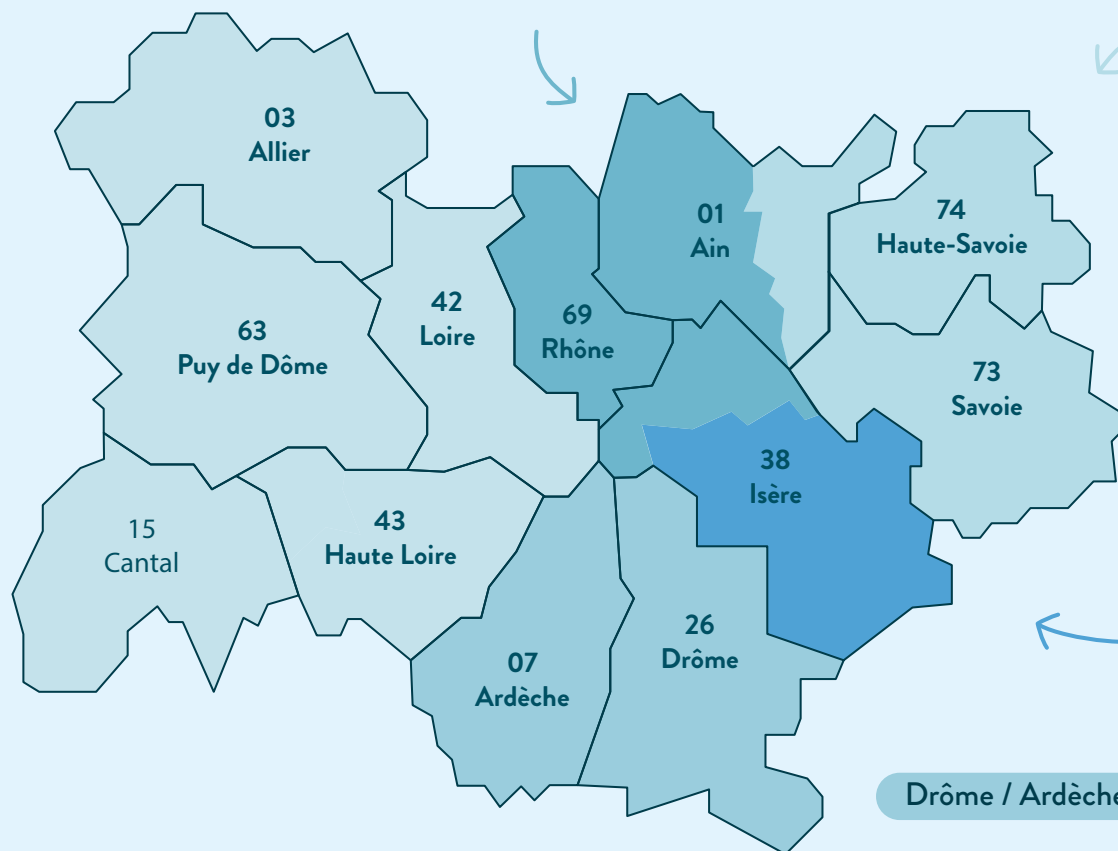 03
Allier
01
Ain
74
Haute-Savoie
42
Loire
69
Rhône
63
Puy de Dôme
73
Savoie
38
Isère
15
Cantal
43
Haute Loire
26
Drôme
07
Ardèche
Drôme / Ardèche